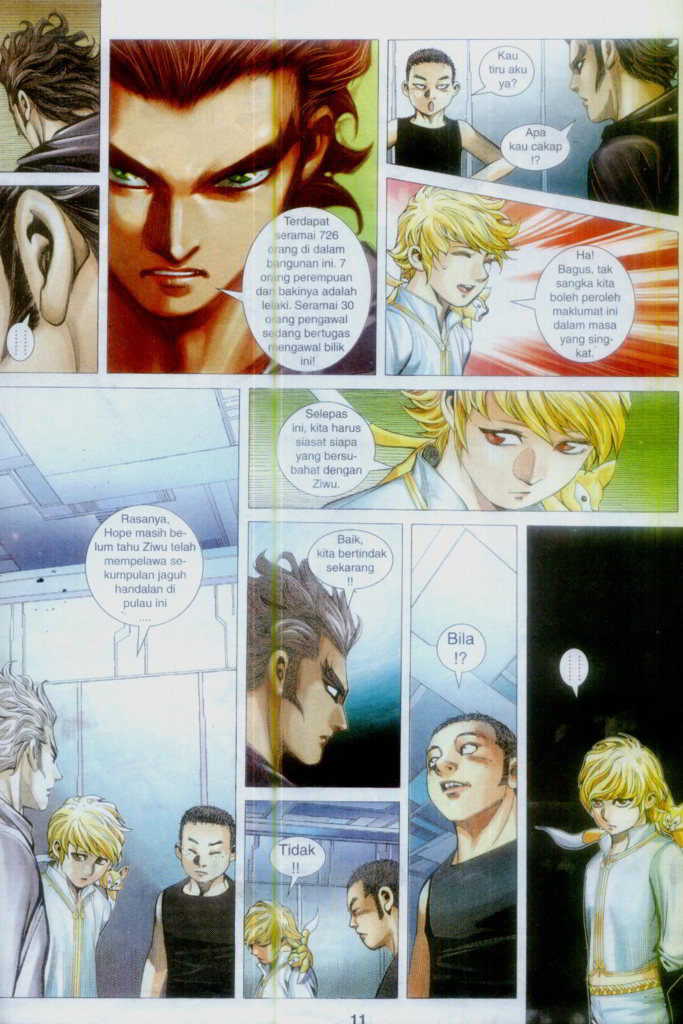 Terdapat
seramai 726
orang di dalam
bangunan ini. 7
orang perempuan
dan bakinya adalah
lelaki. Seramai 30
orang pengawal
sedang bertugas
mengawal bilik
ini!
Kau
tiru aku
ya?
Apa
kau cakap
!?
Ha!
Bagus, tak
sangka kita
boleh peroleh
maklumat ini
dalam masa
yang sing-
kat.
Selepas
ini, kita harus
siasat siapa
yang bersu-
bahat dengan
Ziwu.
Rasanya,
Hope masih be-
lum tahu Ziwu telah
mempelawa se-
kumpulan jaguh
handalan di
pulau ini
....
Baik,
kita bertindak
sekarang
!!
Tidak
!!
Bila
!?
11